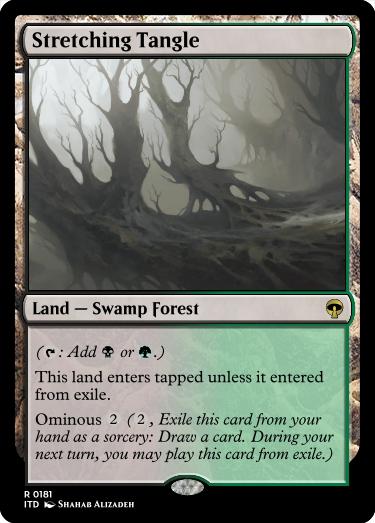 Stretching Tangle
Land — Swamp Forest
( : Add or .)
This land enters tapped unless it entered
from exile.
Ominous 2 ( 2 , Exile this card from your
hand as a sorcery: Draw a card. During your
next turn, you may play this card from exile.)
R 0181
ITD Shahab Alizadeh